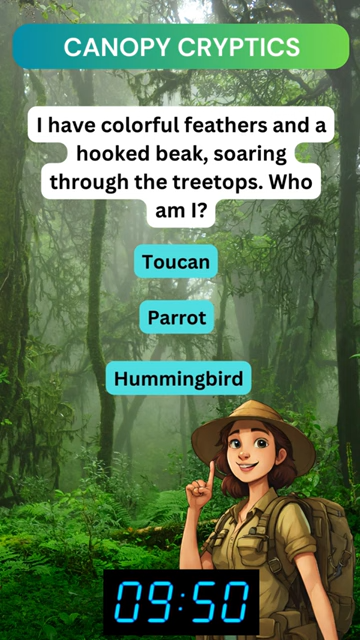 CANOPY CRYPTICS
I have colorful feathers and a
hooked beak, soaring
through the treetops. Who
am I?
Toucan
Parrot
Hummingbird
09:50